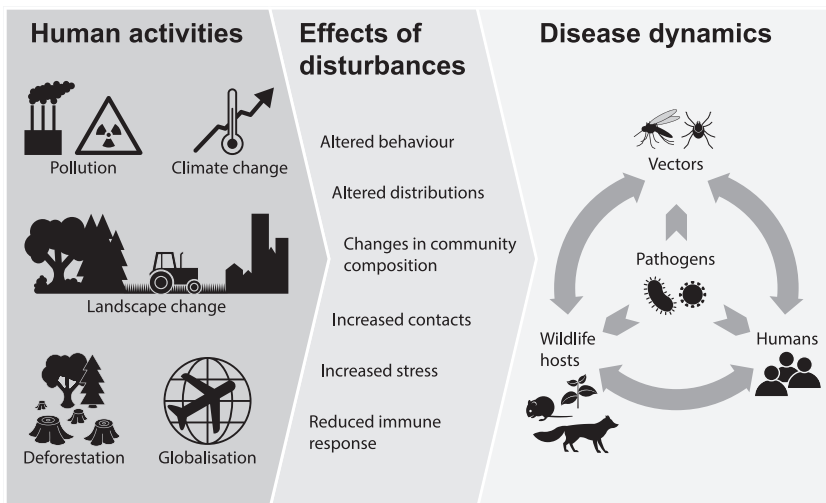 Human activities
Pollution
Climate change
Landscape change
Deforestation
Globalisation
Effects of
disturbances
Altered behaviour
Altered distributions
Changes in community
composition
Increased contacts
Increased stress
Reduced immune
response
Disease dynamics
Vectors
Pathogens
Wildlife
hosts
Humans